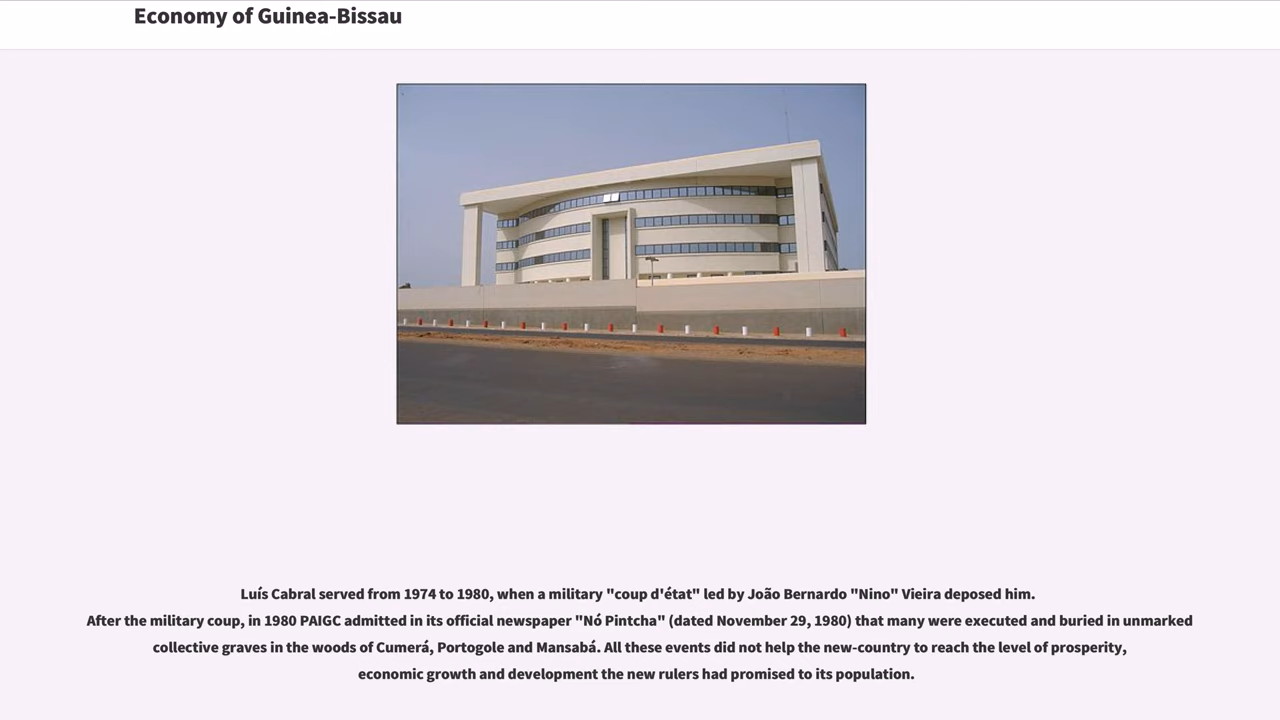 Economy of Guinea-Bissau
Luís Cabral served from 1974 to 1980, when a military "coup d'état" led by João Bernardo "Nino" Vieira deposed him.
After the military coup, in 1980 PAIGC admitted in its official newspaper "Nó Pintcha" (dated November 29, 1980) that many were executed and buried in unmarked
collective graves in the woods of Cumerá, Portogole and Mansabá. All these events did not help the new-country to reach the level of prosperity,
economic growth and development the new rulers had promised to its population.